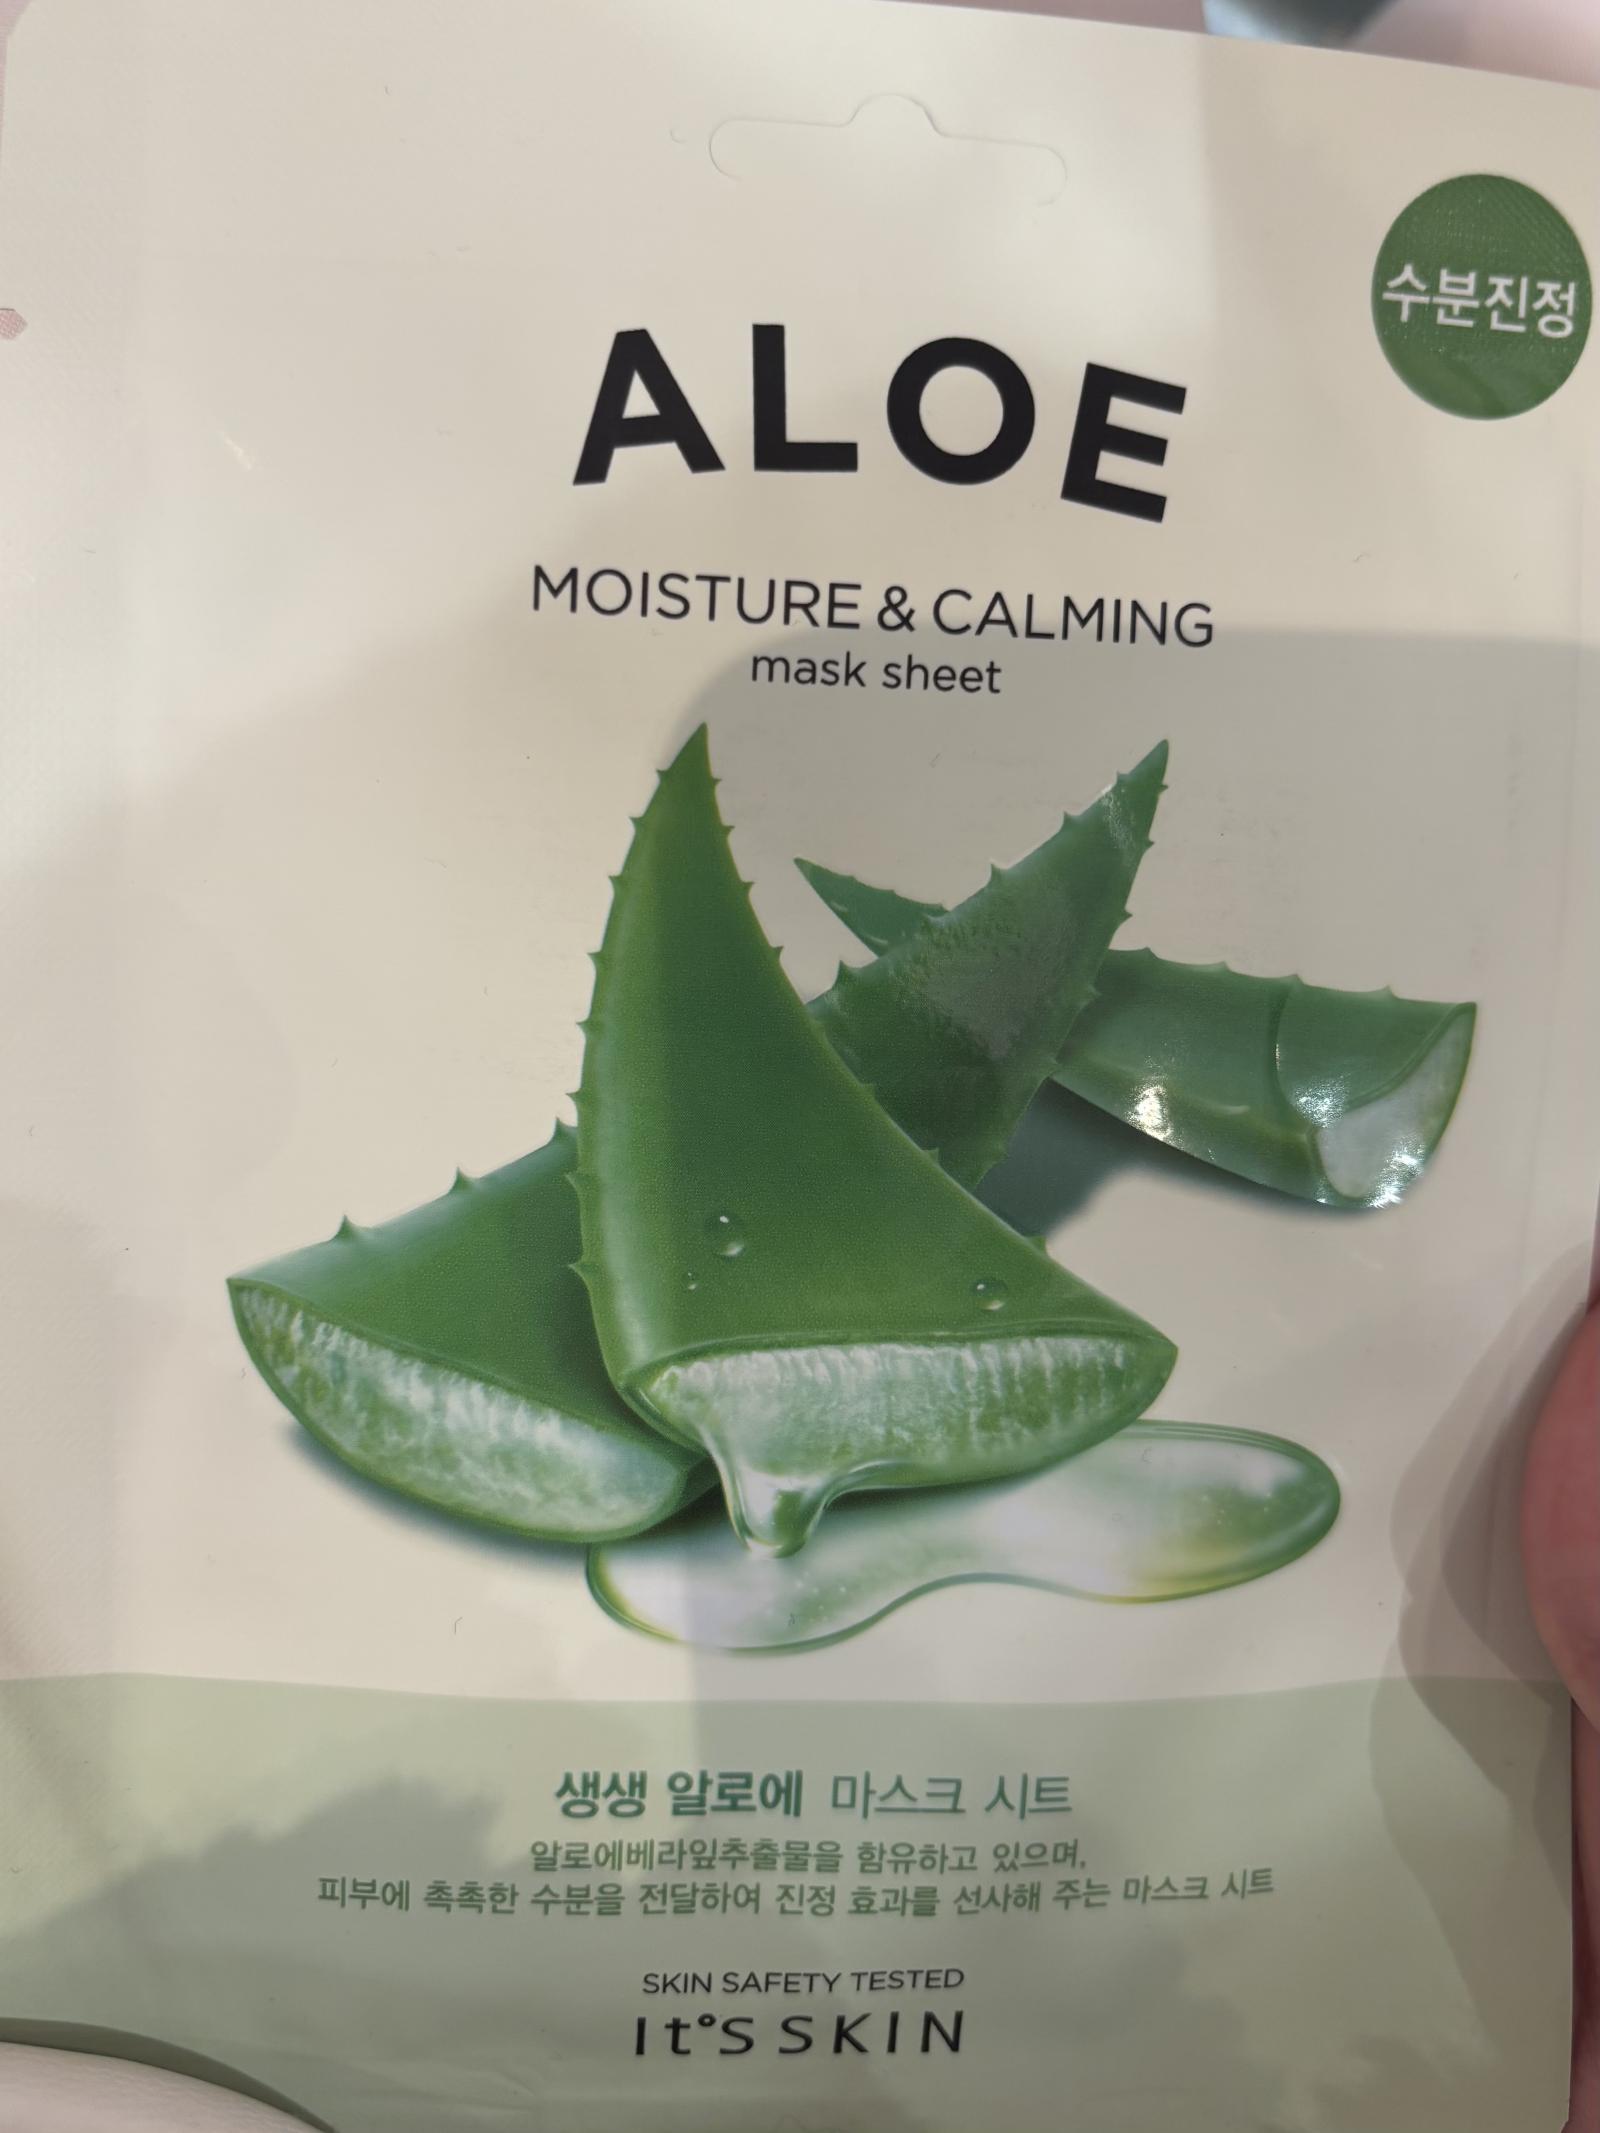 수분진정
ALOE
MOISTURE & CALMING
mask sheet
생생 알로에 마스크 시트
알로에베라잎추출물을 함유하고 있으며,
피부에 촉촉한 수분을 전달하여 진정 효과를 선사해 주는 마스크 시트
SKIN SAFETY TESTED
It°S SKIN